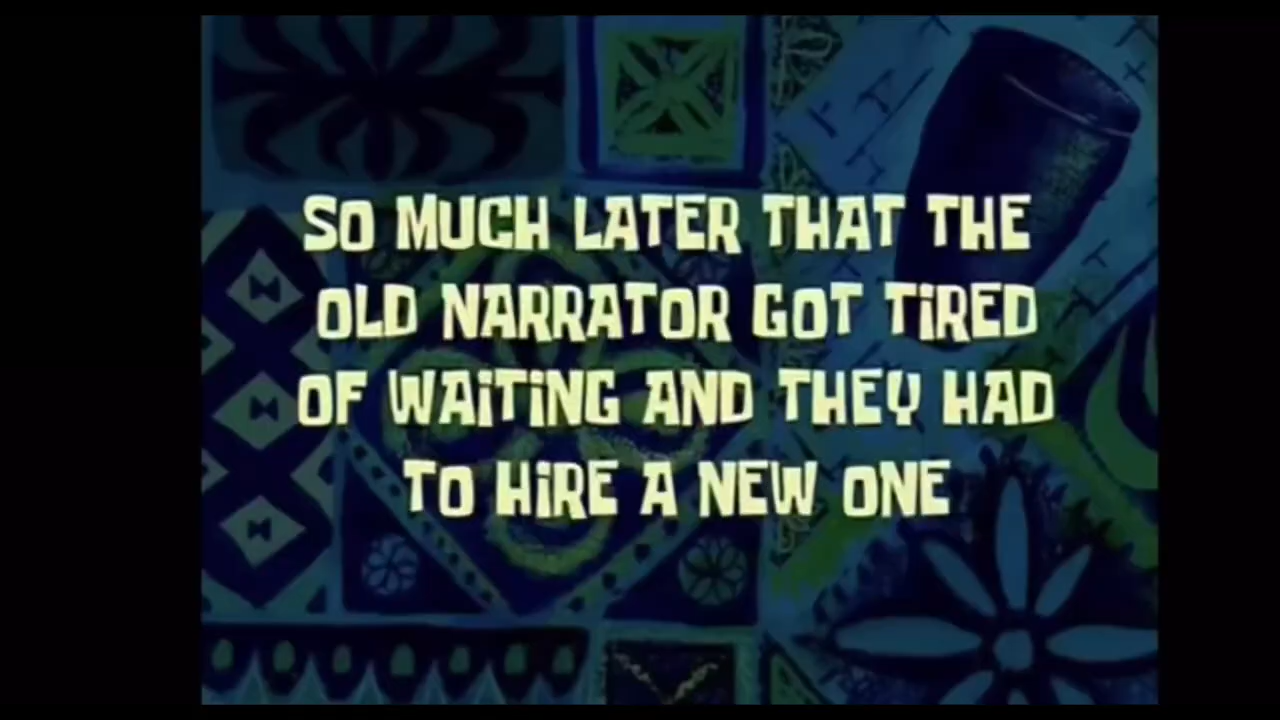 SO MUCH LATER THAT THE
OLD NARRATOR GOT TiRED
OF WAiTiNG AND THEY HAD
TO HiRE A NEW ONE